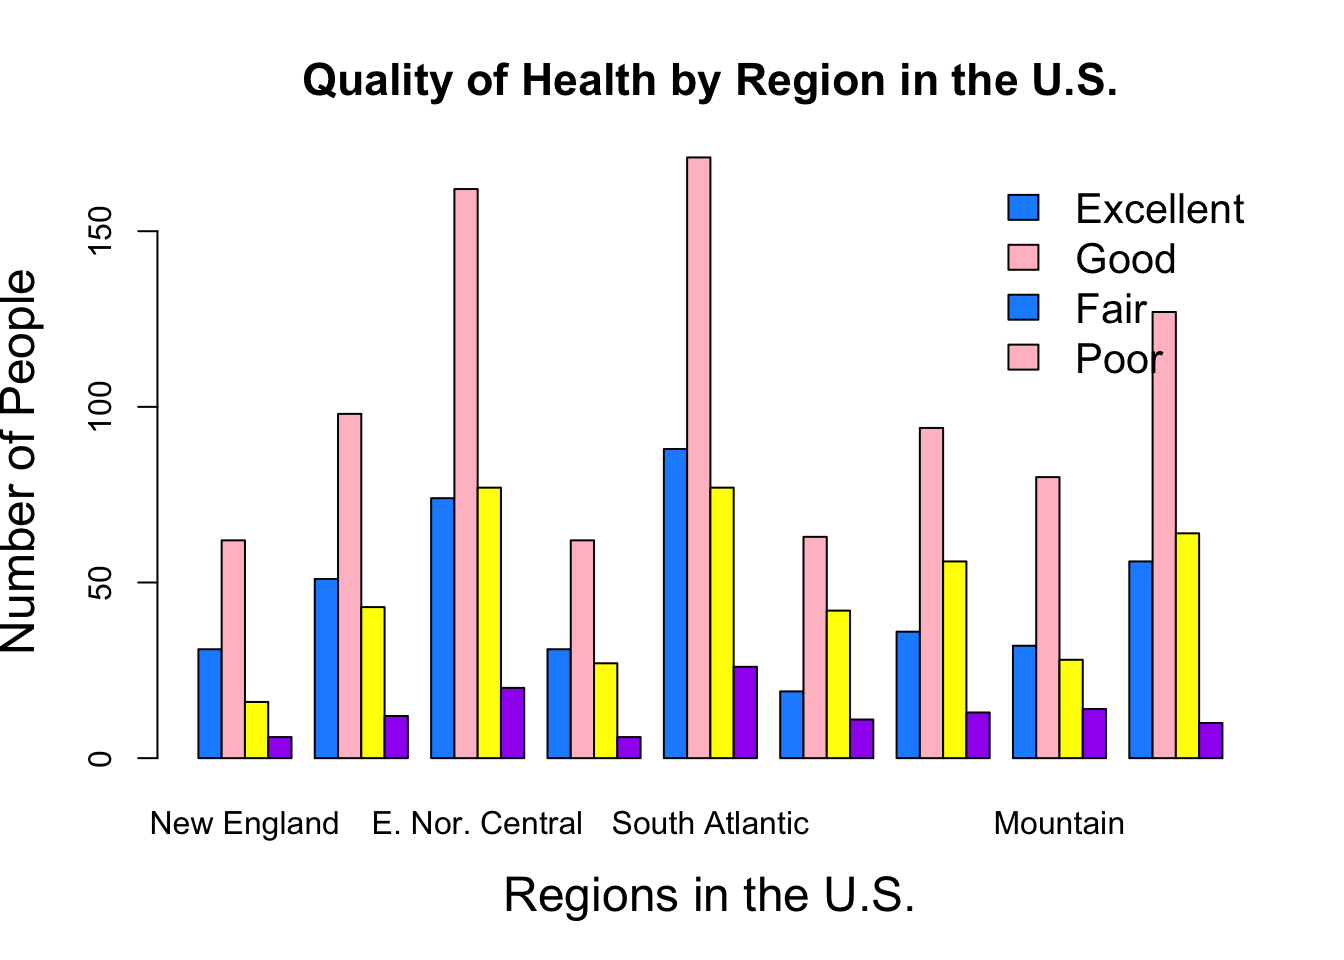 Quality of Health by Region in the U.S.
Number of People
150
100
50
0
Excellent
Good
Fair
Poor
New England E. Nor. Central South Atlantic Mountain
Regions in the U.S.